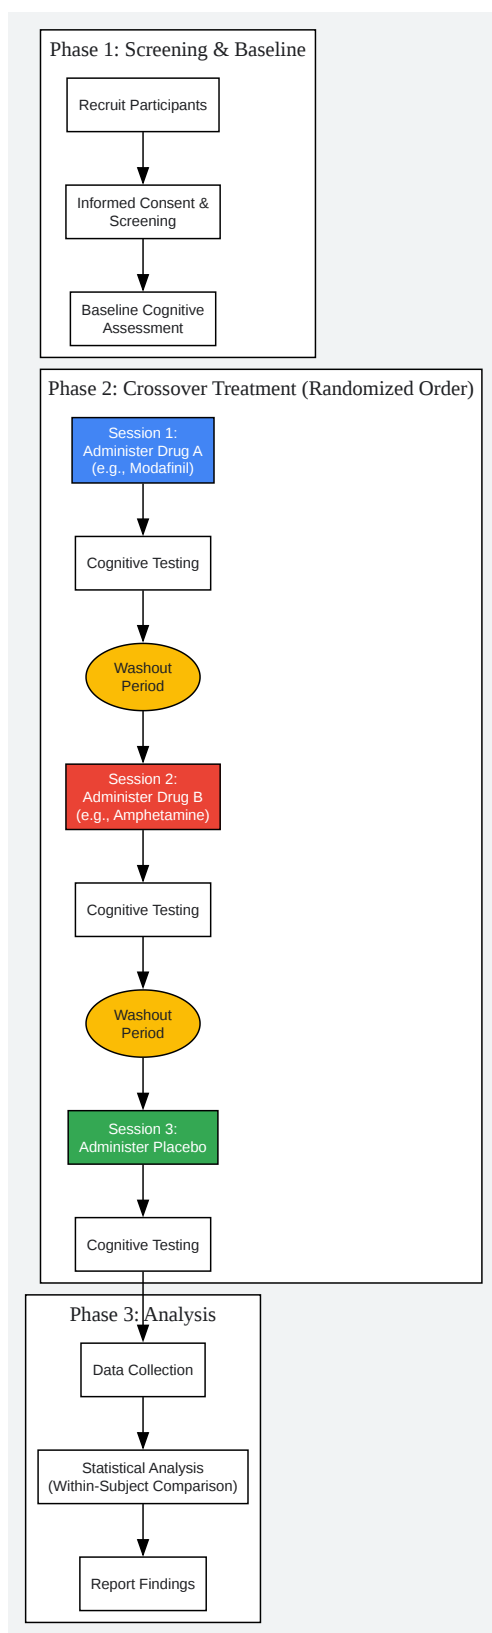 Phase 1: Screening & Baseline
Recruit Participants
Informed Consent &
Screening
Baseline Cognitive
Assessment
Phase 2: Crossover Treatment (Randomized Order)
Session 1:
Administer Drug A
(e.g., Modafinil)
Cognitive Testing
Washout
Period
Session 2:
Administer Drug B
(e.g., Amphetamine)
Cognitive Testing
Washout
Period
Session 3:
Administer Placebo
Cognitive Testing
Phase 3: Analysis
Data Collection
Statistical Analysis
(Within-Subject Comparison)
Report Findings